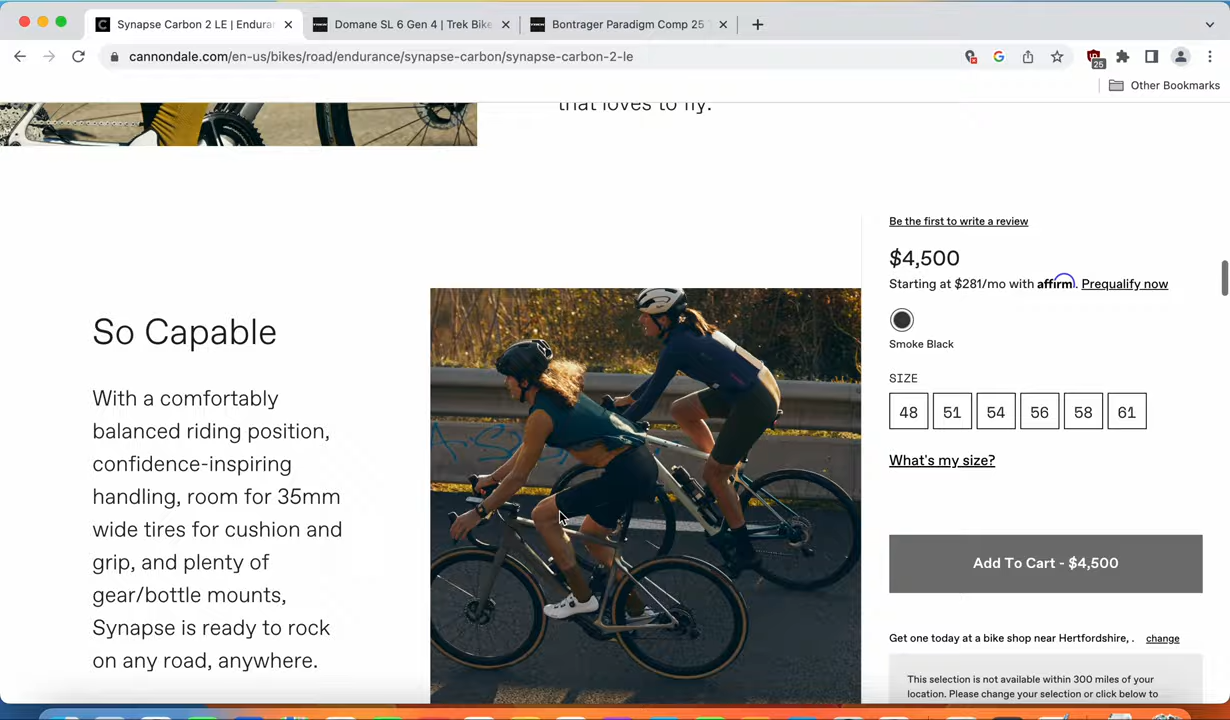 Synapse Carbon 2 LE | Enduran
Domane SL 6 Gen 4 | Trek Bike
Bontrager Paradigm Comp 25
cannondale.com/en-us/bikes/road/endurance/synapse-carbon/synapse-carbon-2-le
25
Other Bookmarks
that loves to fly.
Be the first to write a review
$4,500
Starting at $281/mo with affirm. Prequalify now
Smoke Black
SIZE
48 51 54 56 58 61
What's my size?
Add To Cart - $4,500
Get one today at a bike shop near Hertfordshire, . change
This selection is not available within 300 miles of your
location. Please change your selection or click below to
So Capable
With a comfortably
balanced riding position,
confidence-inspiring
handling, room for 35mm
wide tires for cushion and
grip, and plenty of
gear/bottle mounts,
Synapse is ready to rock
on any road, anywhere.